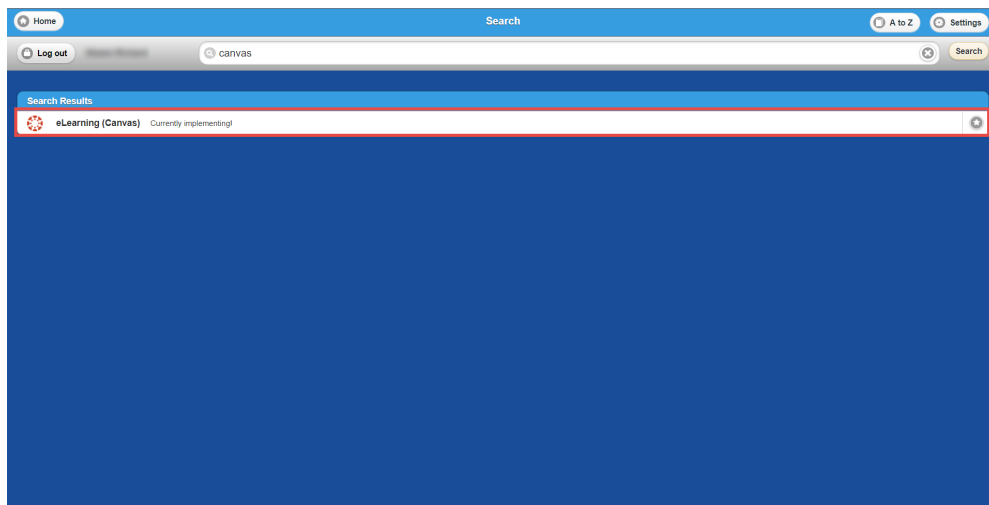 Home
Search
A to Z
Settings
Log out
canvas
Search
Search Results
eLearning (Canvas) Currently implementing!